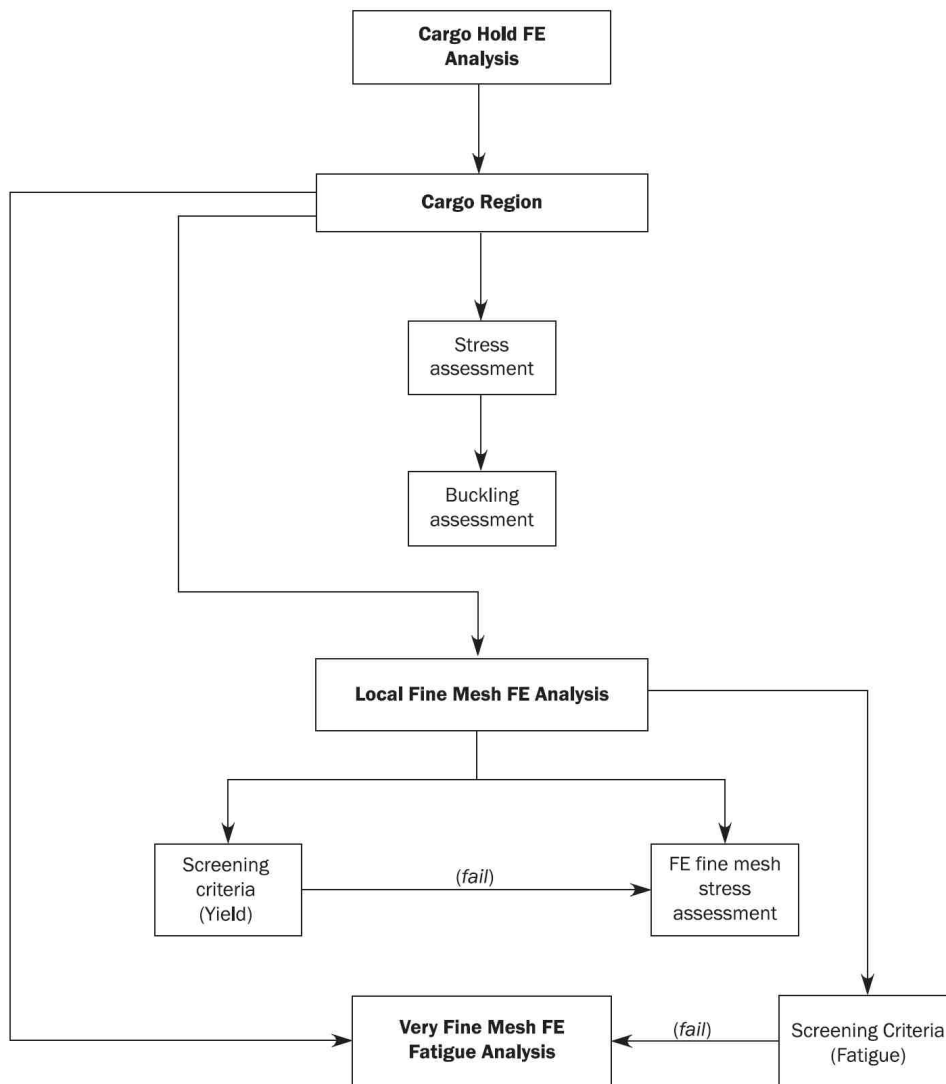 Cargo Hold FE
Analysis
Cargo Region
Stress
assessment
Buckling
assessment
Local Fine Mesh FE Analysis
Screening
criteria
(Yield)
(fail)
FE fine mesh
stress
assessment
Very Fine Mesh FE
Fatigue Analysis
(fail)
Screening Criteria
(Fatigue)